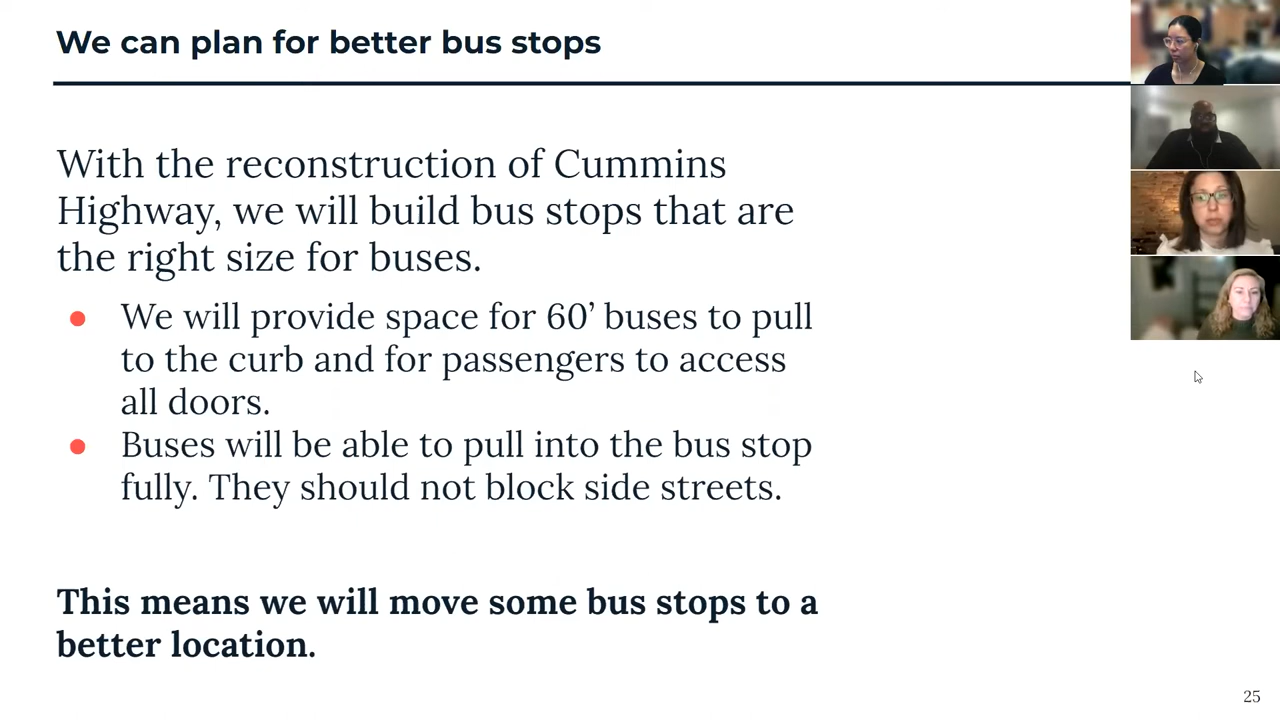 We can plan for better bus stops
With the reconstruction of Cummins
Highway, we will build bus stops that are
the right size for buses.
● We will provide space for 60’ buses to pull
to the curb and for passengers to access
all doors.
● Buses will be able to pull into the bus stop
fully. They should not block side streets.
This means we will move some bus stops to a
better location.
25